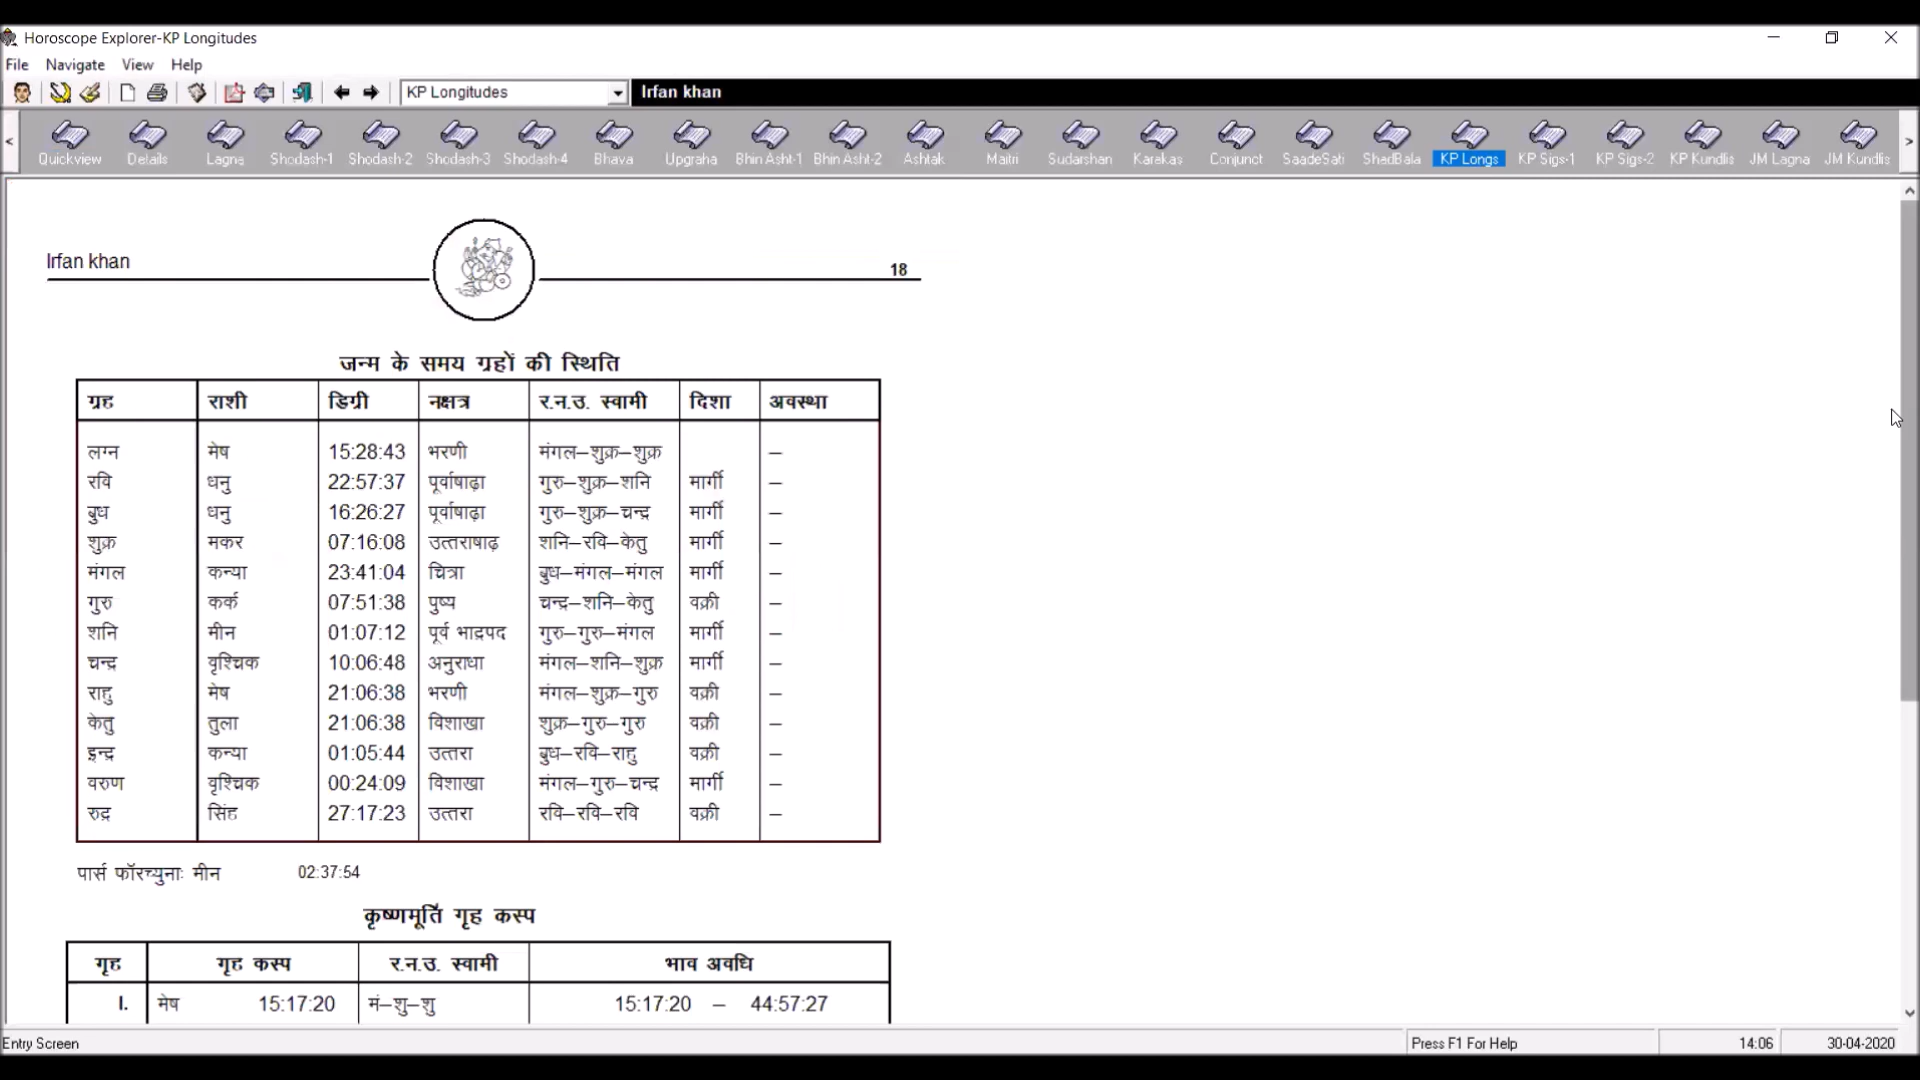 Horoscope Explorer-KP Longitudes
File Navigate View Help
KP Longitudes Irfan khan
Quickview Details Lagna Shodash-1 Shodash-2 Shodash-3 Shodash-4 Bhava Upgraha Bhin Asht-1 Bhin Asht-2 Ashtak Maitri Sudarshan Karakas Conjunct SaadeSati ShadBala KP Longs KP Sigs-1 KP Sigs-2 KP Kundlis JM Lagna JM Kundlis
Irfan khan 18
जन्म के समय ग्रहों की स्थिति
ग्रह राशी डिग्री नक्षत्र र.न.उ. स्वामी दिशा अवस्था
लग्न मेष 15:28:43 भरणी मंगल–शुक्र–शुक्र –
रवि धनु 22:57:37 पूर्वाषाढ़ा गुरु–शुक्र–शनि मार्गी –
बुध धनु 16:26:27 पूर्वाषाढ़ा गुरु–शुक्र–चन्द्र मार्गी –
शुक्र मकर 07:16:08 उत्तराषाढ़ शनि–रवि–केतु मार्गी –
मंगल कन्या 23:41:04 चित्रा बुध–मंगल–मंगल मार्गी –
गुरु कर्क 07:51:38 पुष्य चन्द्र–शनि–केतु वक्री –
शनि मीन 01:07:12 पूर्व भाद्रपद गुरु–गुरु–मंगल मार्गी –
चन्द्र वृश्चिक 10:06:48 अनुराधा मंगल–शनि–शुक्र मार्गी –
राहु मेष 21:06:38 भरणी मंगल–शुक्र–गुरु वक्री –
केतु तुला 21:06:38 विशाखा शुक्र–गुरु–गुरु वक्री –
इन्द्र कन्या 01:05:44 उत्तरा बुध–रवि–राहु वक्री –
वरुण वृश्चिक 00:24:09 विशाखा मंगल–गुरु–चन्द्र मार्गी –
रुद्र सिंह 27:17:23 उत्तरा रवि–रवि–रवि वक्री –
पार्स फॉरच्युनाः मीन 02:37:54
कृष्णमूर्ति गृह कस्प
गृह गृह कस्प र.न.उ. स्वामी भाव अवधि
I. मेष 15:17:20 मं–शु–शु 15:17:20 – 44:57:27
Entry Screen Press F1 For Help 14:06 30-04-2020